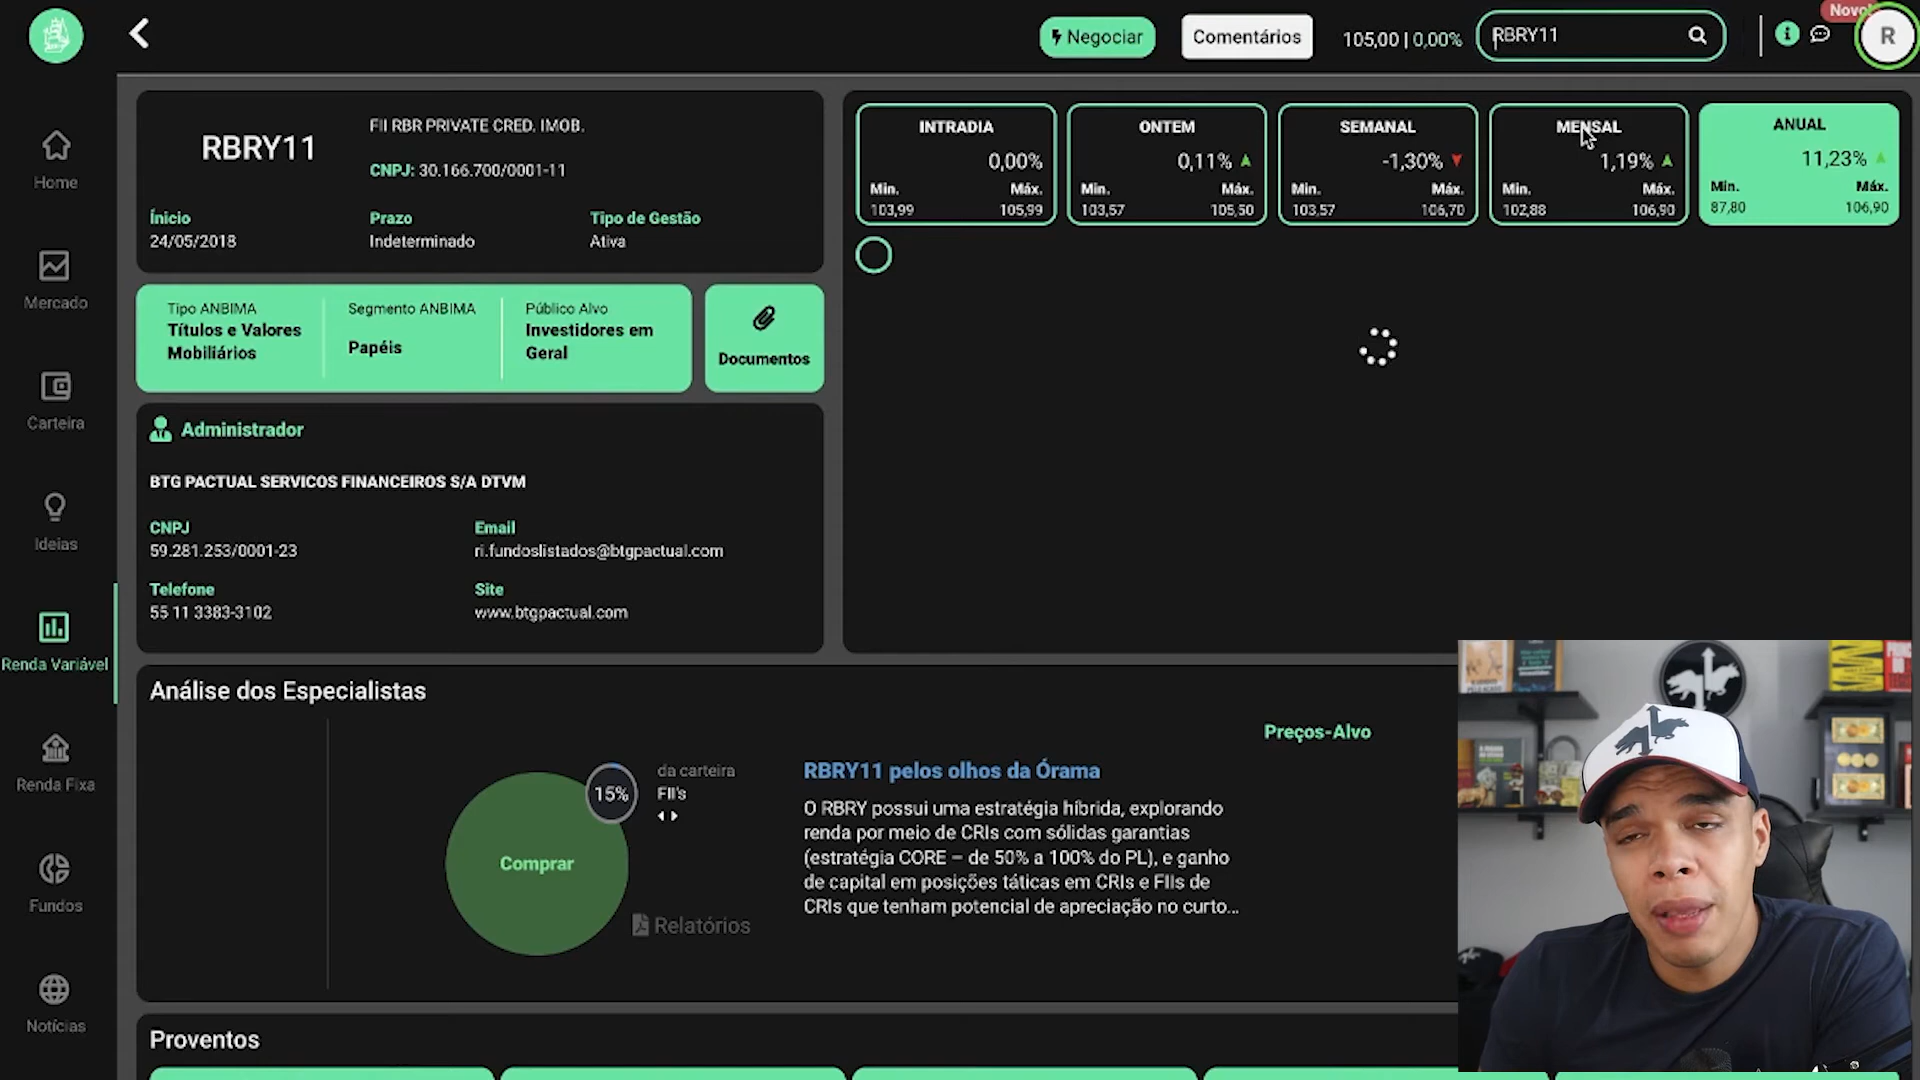 Negociar
Comentários
105,00 | 0,00%
RBRY11
Novo!
R
Home
Mercado
Carteira
Ideias
Renda Variável
Renda Fixa
Fundos
Notícias
RBRY11
FII RBR PRIVATE CRED. IMOB.
CNPJ: 30.166.700/0001-11
Ínicio
24/05/2018
Prazo
Indeterminado
Tipo de Gestão
Ativa
Tipo ANBIMA
Títulos e Valores
Mobiliários
Segmento ANBIMA
Papéis
Público Alvo
Investidores em
Geral
Documentos
Administrador
BTG PACTUAL SERVICOS FINANCEIROS S/A DTVM
CNPJ
59.281.253/0001-23
Email
ri.fundoslistados@btgpactual.com
Telefone
55 11 3383-3102
Site
www.btgpactual.com
INTRADIA
0,00%
Min. Máx.
103,99 105,99
ONTEM
0,11%
Min. Máx.
103,57 105,50
SEMANAL
-1,30%
Min. Máx.
103,57 106,70
MENSAL
1,19%
Min. Máx.
102,88 106,90
ANUAL
11,23%
Min. Máx.
87,80 106,90
Análise dos Especialistas
Comprar
15%
da carteira
FII's
Relatórios
RBRY11 pelos olhos da Órama
O RBRY possui uma estratégia híbrida, explorando
renda por meio de CRIs com sólidas garantias
(estratégia CORE – de 50% a 100% do PL), e ganho
de capital em posições táticas em CRIs e FIIs de
CRIs que tenham potencial de apreciação no curto...
Preços-Alvo
Proventos